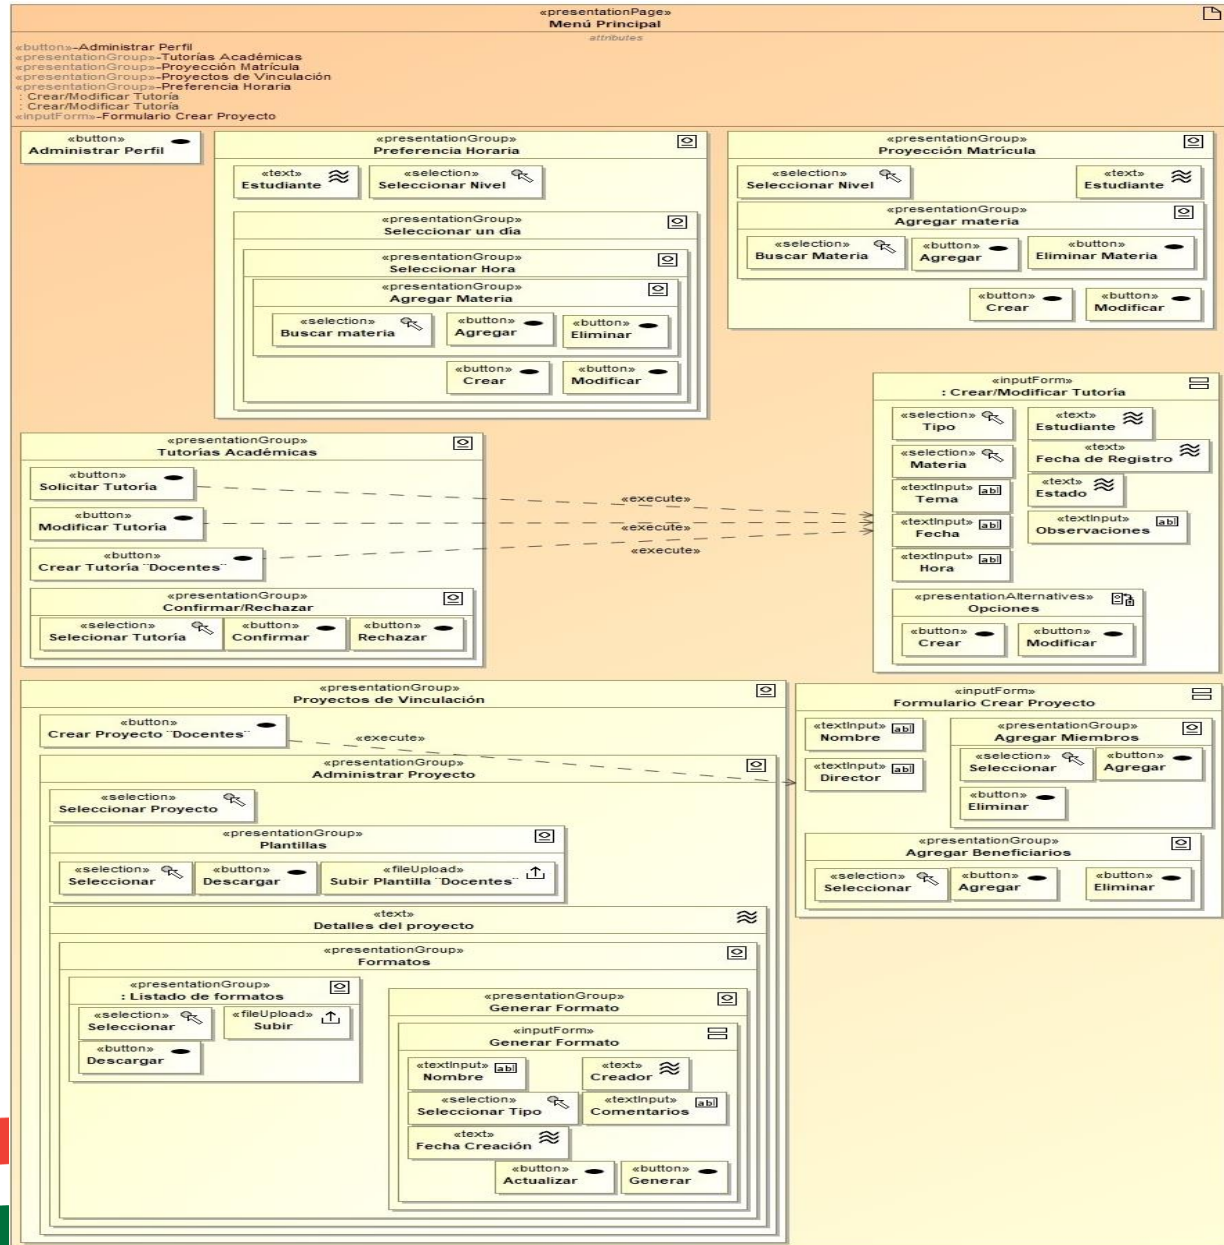 «presentationPage»
Menú Principal
attributes
«button»-Administrar Perfil
«presentationGroup»-Tutorías Académicas
«presentationGroup»-Proyección Matrícula
«presentationGroup»-Proyectos de Vinculación
«presentationGroup»-Preferencia Horaria
: Crear/Modificar Tutoría
: Crear/Modificar Tutoría
«inputForm»-Formulario Crear Proyecto
«button»
Administrar Perfil
«presentationGroup»
Preferencia Horaria
«text»
Estudiante
«selection»
Seleccionar Nivel
«presentationGroup»
Seleccionar un día
«presentationGroup»
Seleccionar Hora
«presentationGroup»
Agregar Materia
«selection»
Buscar materia
«button»
Agregar
«button»
Eliminar
«button»
Crear
«button»
Modificar
«presentationGroup»
Proyección Matrícula
«selection»
Seleccionar Nivel
«text»
Estudiante
«presentationGroup»
Agregar materia
«selection»
Buscar Materia
«button»
Agregar
«button»
Eliminar Materia
«button»
Crear
«button»
Modificar
«presentationGroup»
Tutorías Académicas
«button»
Solicitar Tutoría
«button»
Modificar Tutoría
«button»
Crear Tutoría ¨Docentes¨
«presentationGroup»
Confirmar/Rechazar
«selection»
Selecionar Tutoría
«button»
Confirmar
«button»
Rechazar
«execute»
«execute»
«execute»
«inputForm»
: Crear/Modificar Tutoría
«selection»
Tipo
«text»
Estudiante
«selection»
Materia
«text»
Fecha de Registro
«textInput» ab
Tema
«text»
Estado
«textInput» ab
Fecha
«textInput» ab
Observaciones
«textInput» ab
Hora
«presentationAlternatives»
Opciones
«button»
Crear
«button»
Modificar
«presentationGroup»
Proyectos de Vinculación
«button»
Crear Proyecto ¨Docentes¨
«execute»
«presentationGroup»
Administrar Proyecto
«selection»
Seleccionar Proyecto
«presentationGroup»
Plantillas
«selection»
Seleccionar
«button»
Descargar
«fileUpload»
Subir Plantilla ¨Docentes¨
«text»
Detalles del proyecto
«presentationGroup»
Formatos
«presentationGroup»
: Listado de formatos
«selection»
Seleccionar
«fileUpload»
Subir
«button»
Descargar
«presentationGroup»
Generar Formato
«inputForm»
Generar Formato
«textInput» ab
Nombre
«text»
Creador
«selection»
Seleccionar Tipo
«textInput» ab
Comentarios
«text»
Fecha Creación
«button»
Actualizar
«button»
Generar
«inputForm»
Formulario Crear Proyecto
«textInput» ab
Nombre
«textInput» ab
Director
«presentationGroup»
Agregar Miembros
«selection»
Seleccionar
«button»
Agregar
«button»
Eliminar
«presentationGroup»
Agregar Beneficiarios
«selection»
Seleccionar
«button»
Agregar
«button»
Eliminar